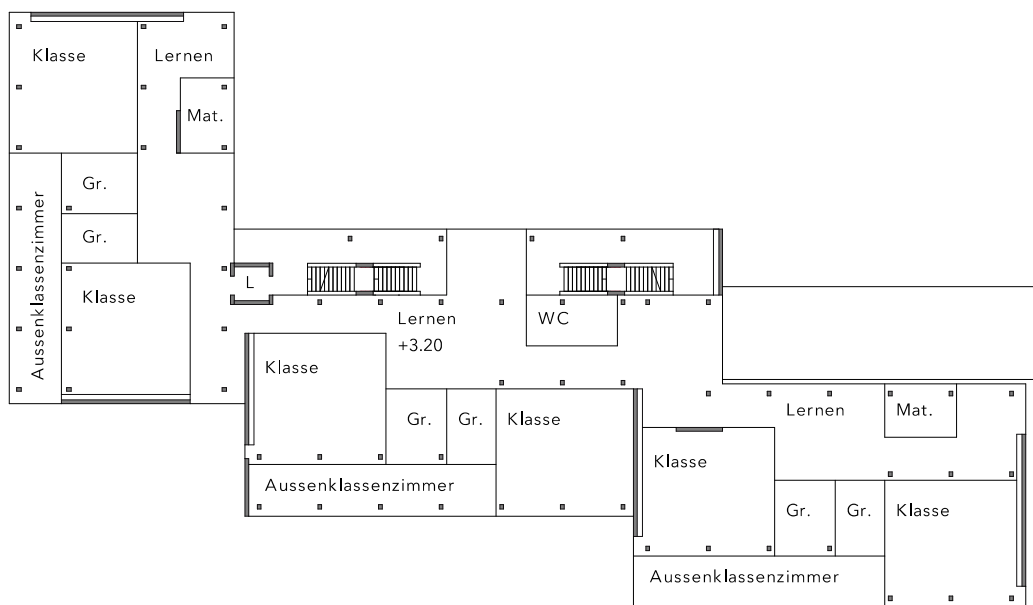 Klasse
Lernen
Mat.
Gr.
Gr.
Aussenklassenzimmer
Klasse
L
Lernen
+3.20
WC
Klasse
Gr.
Gr.
Klasse
Aussenklassenzimmer
Lernen
Mat.
Klasse
Gr.
Gr.
Klasse
Aussenklassenzimmer